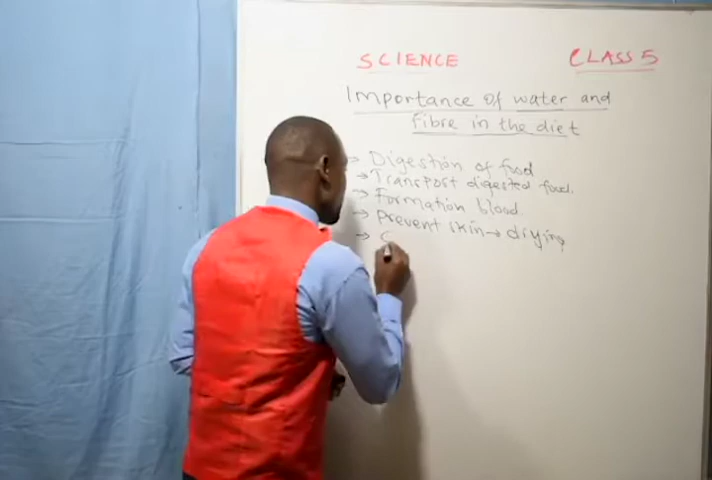 SCIENCE CLASS 5
Importance of water and
Fibre in the diet
→ Digestion of food
→ Transport digested food.
→ Formation blood
→ Prevent skin → drying
→ C